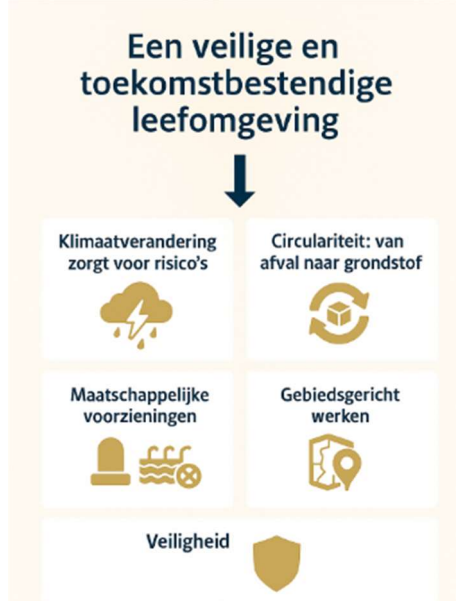 Een veilige en
toekomstbestendige
leefomgeving
Klimaatverandering
zorgt voor risico's
Circulariteit: van
afval naar grondstof
Maatschappelijke
voorzieningen
Gebiedsgericht
werken
Veiligheid